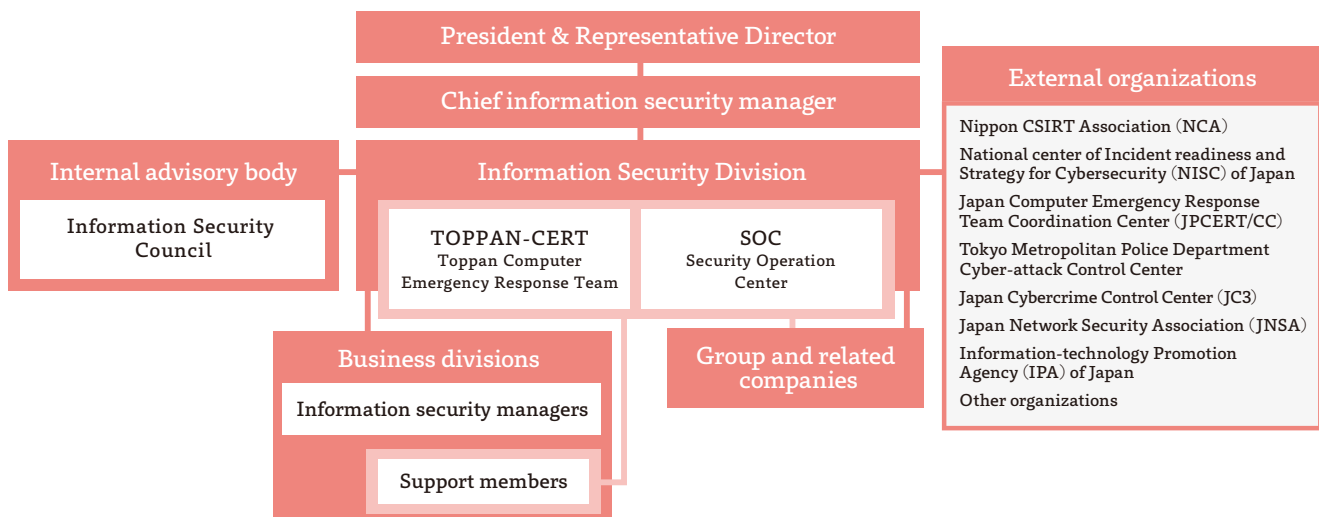 President & Representative Director
Chief information security manager
Internal advisory body
Information Security
Council
Information Security Division
TOPPAN-CERT
Toppan Computer
Emergency Response Team
SOC
Security Operation
Center
Business divisions
Information security managers
Support members
Group and related
companies
External organizations
Nippon CSIRT Association (NCA)
National center of Incident readiness and
Strategy for Cybersecurity (NISC) of Japan
Japan Computer Emergency Response
Team Coordination Center (JPCERT/CC)
Tokyo Metropolitan Police Department
Cyber-attack Control Center
Japan Cybercrime Control Center (JC3)
Japan Network Security Association (JNSA)
Information-technology Promotion
Agency (IPA) of Japan
Other organizations